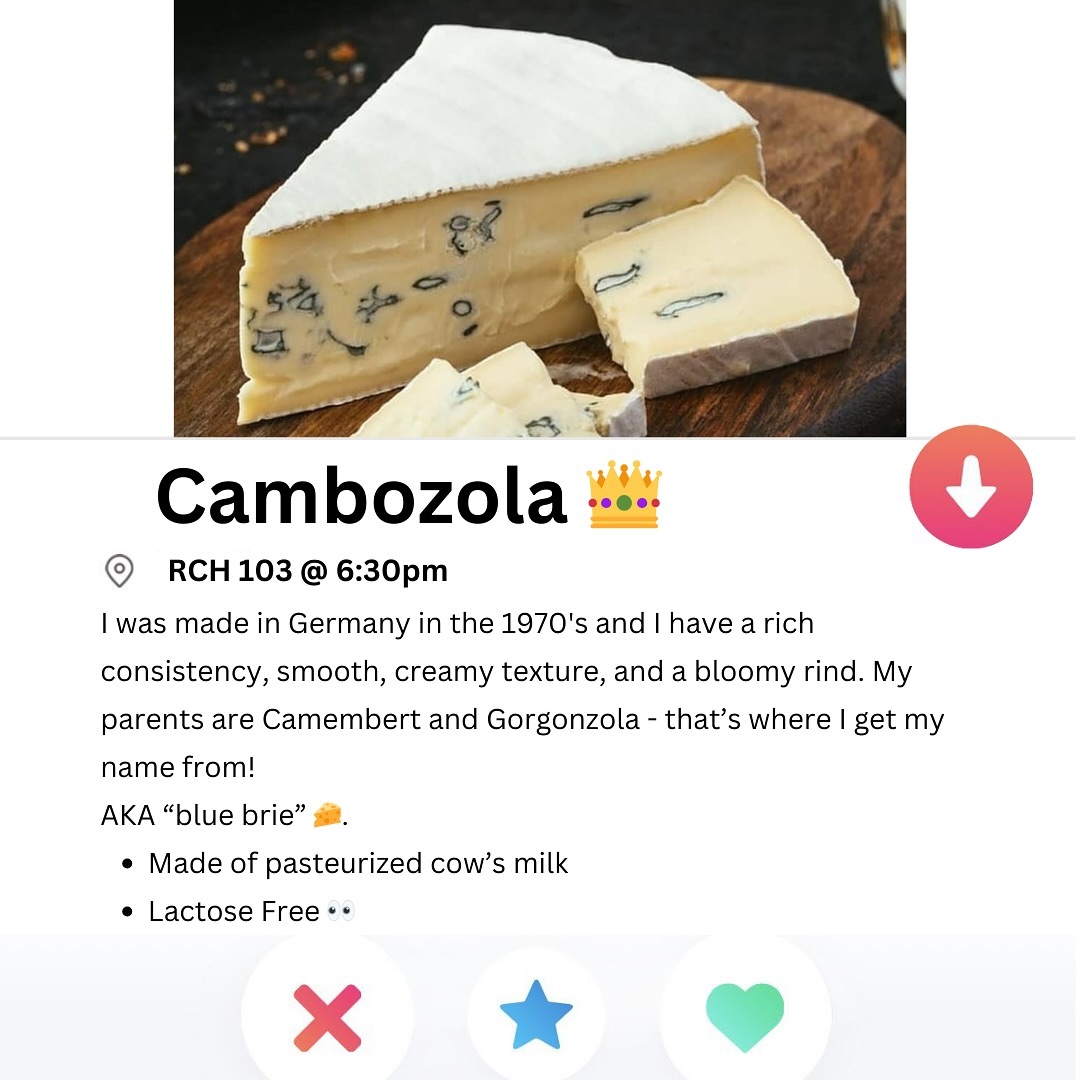 Cambozola 👑
RCH 103 @ 6:30pm
I was made in Germany in the 1970's and I have a rich
consistency, smooth, creamy texture, and a bloomy rind. My
parents are Camembert and Gorgonzola - that’s where I get my
name from!
AKA “blue brie” 🧀.
• Made of pasteurized cow’s milk
• Lactose Free 👀